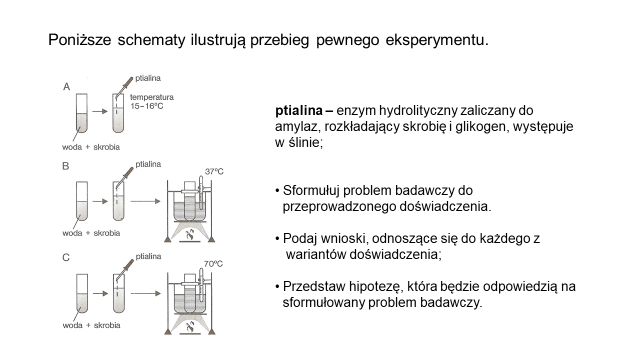 Poniższe schematy ilustrują przebieg pewnego eksperymentu.
A
ptialina
temperatura
15–16°C
woda + skrobia
B
ptialina
37°C
woda + skrobia
C
ptialina
70°C
woda + skrobia
ptialina – enzym hydrolityczny zaliczany do
amylaz, rozkładający skrobię i glikogen, występuje
w ślinie;
• Sformułuj problem badawczy do
przeprowadzonego doświadczenia.
• Podaj wnioski, odnoszące się do każdego z
wariantów doświadczenia;
• Przedstaw hipotezę, która będzie odpowiedzią na
sformułowany problem badawczy.